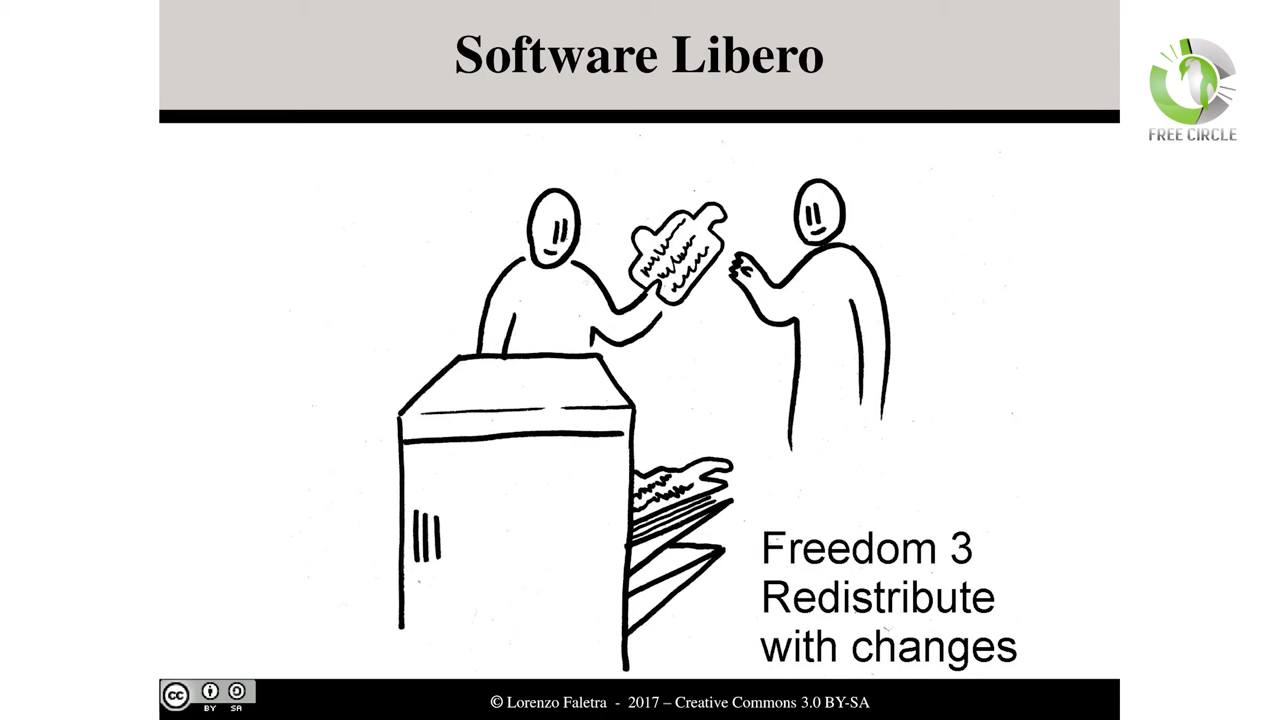 Software Libero
FREE CIRCLE
Freedom 3
Redistribute
with changes
cc BY SA
© Lorenzo Faletra - 2017 – Creative Commons 3.0 BY-SA